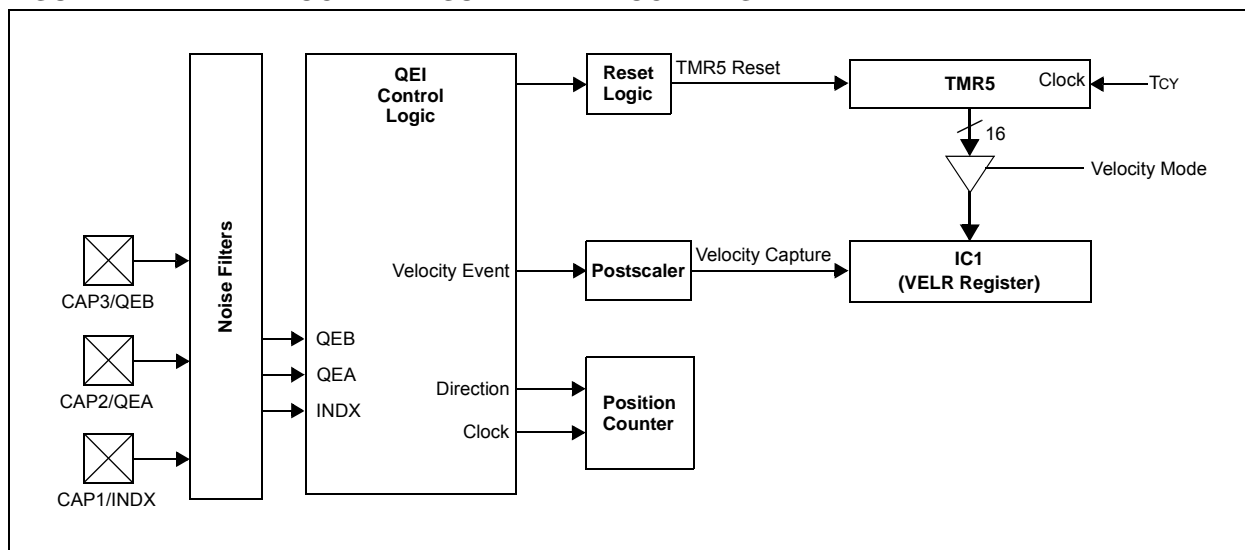 QEI
Control
Logic
Reset
Logic
TMR5 Reset
TMR5
Clock
TCY
16
Velocity Mode
Noise Filters
CAP3/QEB
CAP2/QEA
CAP1/INDX
Velocity Event
Postscaler
Velocity Capture
IC1
(VELR Register)
QEB
QEA
INDX
Direction
Clock
Position
Counter